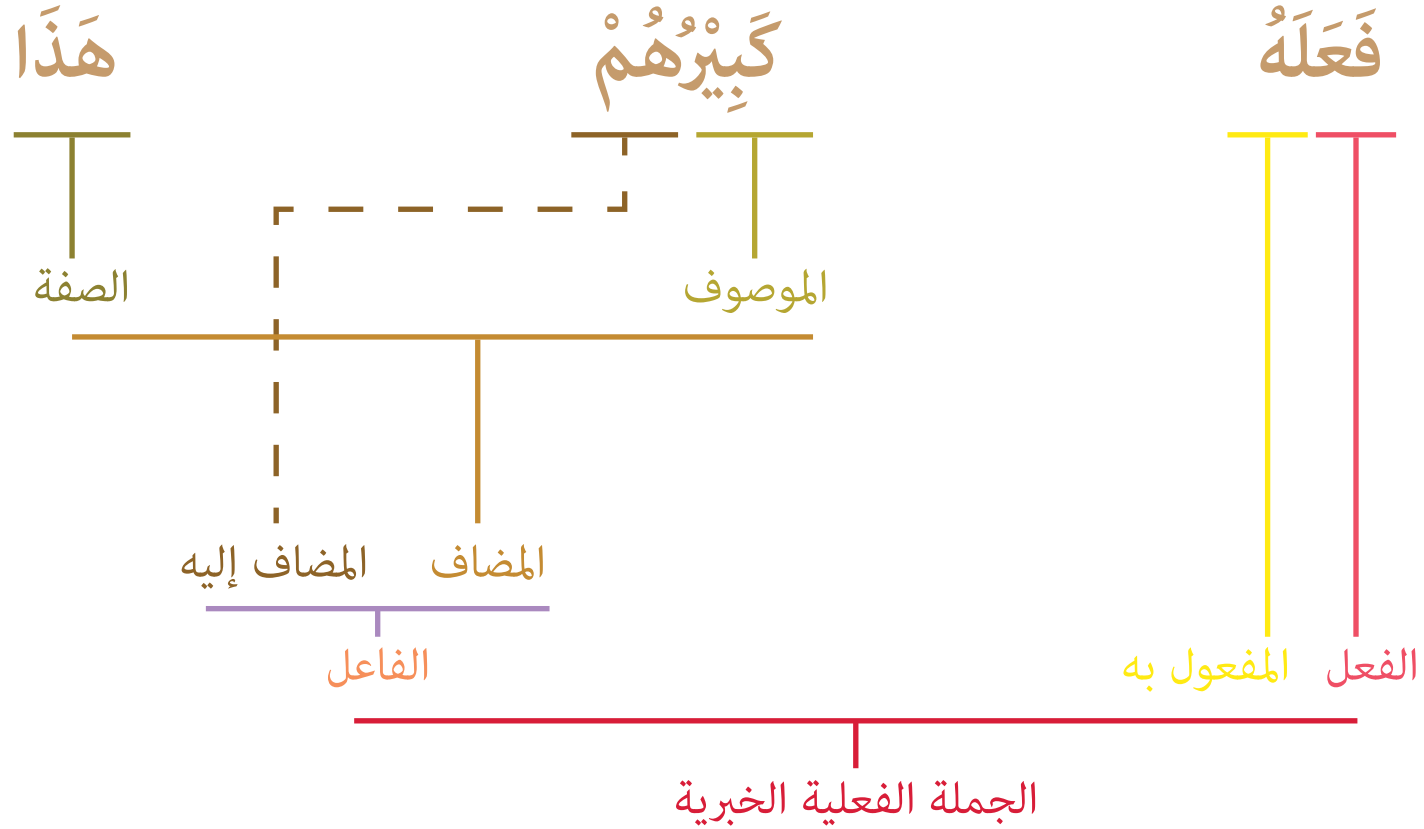 فَعَلَهُ كَبِيْرُهُمْ هَذَا
الموصوف الصفة
المضاف المضاف إليه
الفعل المفعول به الفاعل
الجملة الفعلية الخبرية